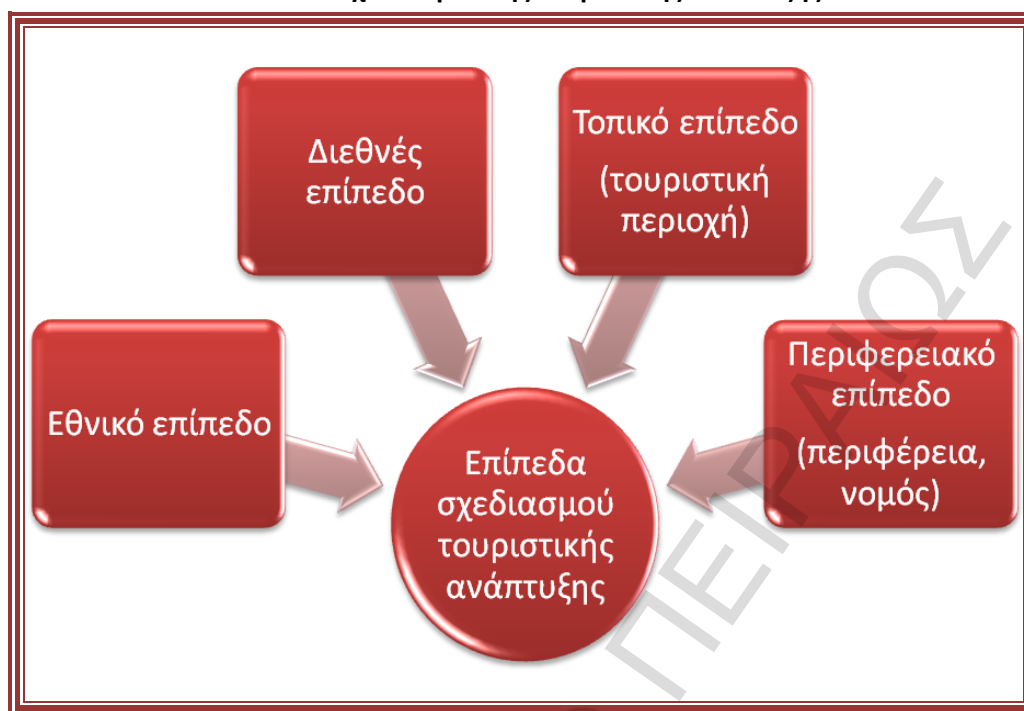 Διεθνές
επίπεδο
Τοπικό επίπεδο
(τουριστική
περιοχή)
Εθνικό επίπεδο
Περιφερειακό
επίπεδο
(περιφέρεια,
νομός)
Επίπεδα
σχεδιασμού
τουριστικής
ανάπτυξης
ΠΕΙΡΑΙΩΣ